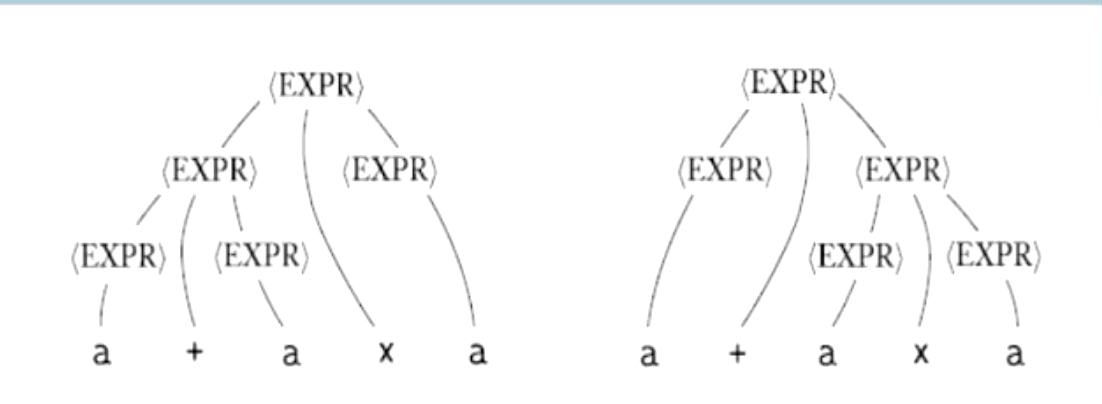 ⟨EXPR⟩ ⟨EXPR⟩
⟨EXPR⟩ ⟨EXPR⟩ ⟨EXPR⟩ ⟨EXPR⟩
⟨EXPR⟩ ⟨EXPR⟩ ⟨EXPR⟩ ⟨EXPR⟩
a + a x a a + a x a